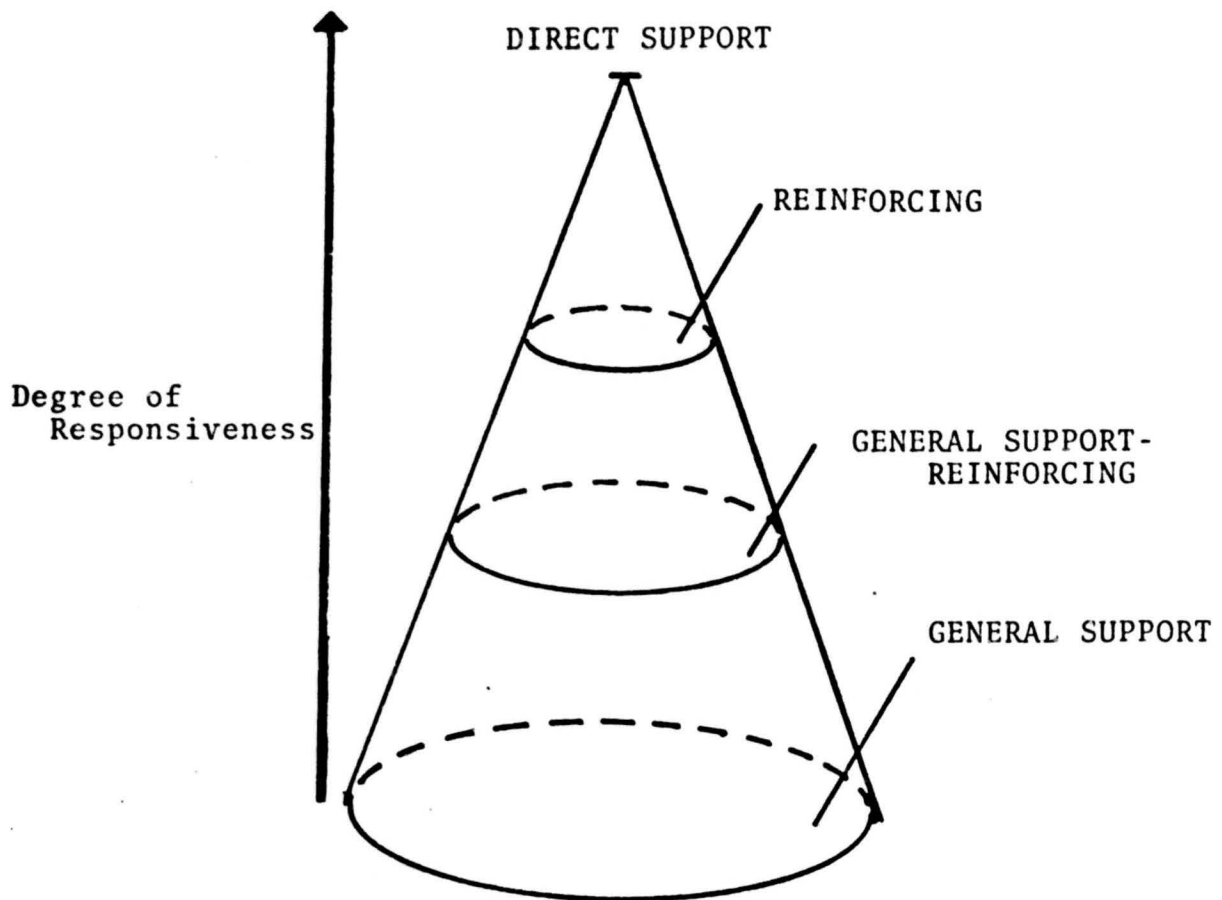 DIRECT SUPPORT
REINFORCING
Degree of
Responsiveness
GENERAL SUPPORT-
REINFORCING
GENERAL SUPPORT